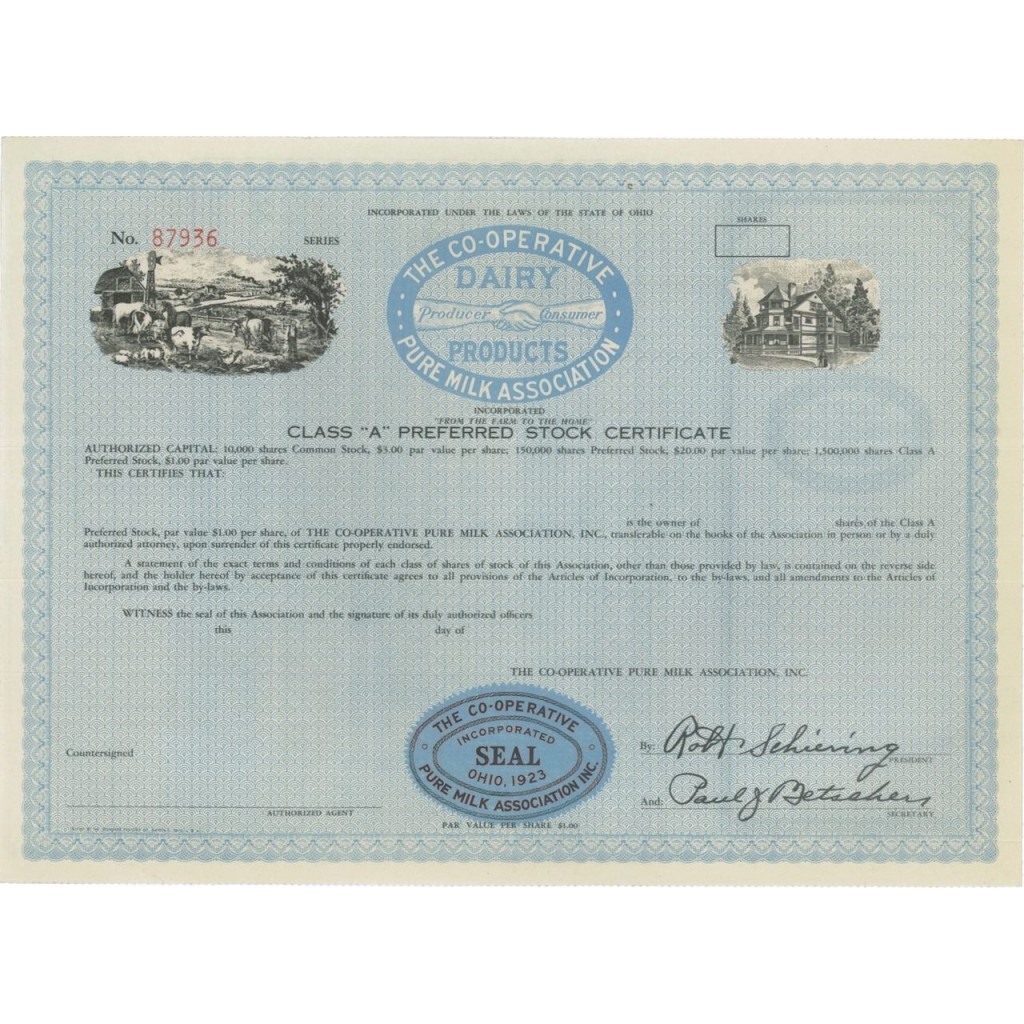 INCORPORATED UNDER THE LAWS OF THE STATE OF OHIO
SHARES
No. 87936
SERIES
THE CO-OPERATIVE
DAIRY
Producer Consumer
PRODUCTS
PURE MILK ASSOCIATION
INCORPORATED
"FROM THE FARM TO THE HOME"
CLASS "A" PREFERRED STOCK CERTIFICATE
AUTHORIZED CAPITAL: 10,000 shares Common Stock, $5.00 par value per share; 150,000 shares Preferred Stock, $20.00 par value per share; 1,500,000 shares Class A
Preferred Stock, $1.00 par value per share.
THIS CERTIFIES THAT:
is the owner of shares of the Class A
Preferred Stock, par value $1.00 per share, of THE CO-OPERATIVE PURE MILK ASSOCIATION, INC., transferable on the books of the Association in person or by a duly
authorized attorney, upon surrender of this certificate properly endorsed.
A statement of the exact terms and conditions of each class of shares of stock of this Association, other than those provided by law, is contained on the reverse side
hereof, and the holder hereof by acceptance of this certificate agrees to all provisions of the Articles of Incorporation, to the by-laws, and all amendments to the Articles of
Incorporation and the by-laws.
WITNESS the seal of this Association and the signature of its duly authorized officers
this day of
THE CO-OPERATIVE PURE MILK ASSOCIATION, INC.
THE CO-OPERATIVE
INCORPORATED
SEAL
OHIO, 1923
PURE MILK ASSOCIATION INC.
Countersigned
By: Robt Schiering
PRESIDENT
And: Paul J Betscher
SECRETARY
AUTHORIZED AGENT
PAR VALUE PER SHARE $1.00